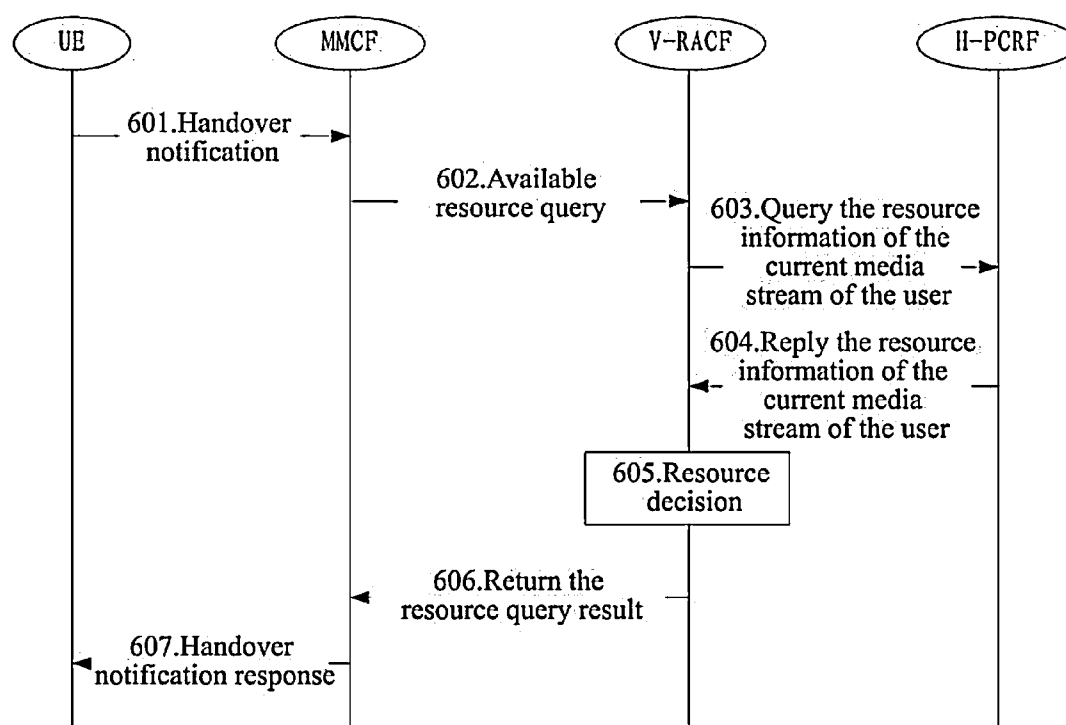 UE
MMCF
V-RACF
H-PCRF
601.Handover
notification
602.Available
resource query
603.Query the resource
information of the
current media
stream of the user
604.Reply the resource
information of the
current media
stream of the user
605.Resource
decision
606.Return the
resource query result
607.Handover
notification response